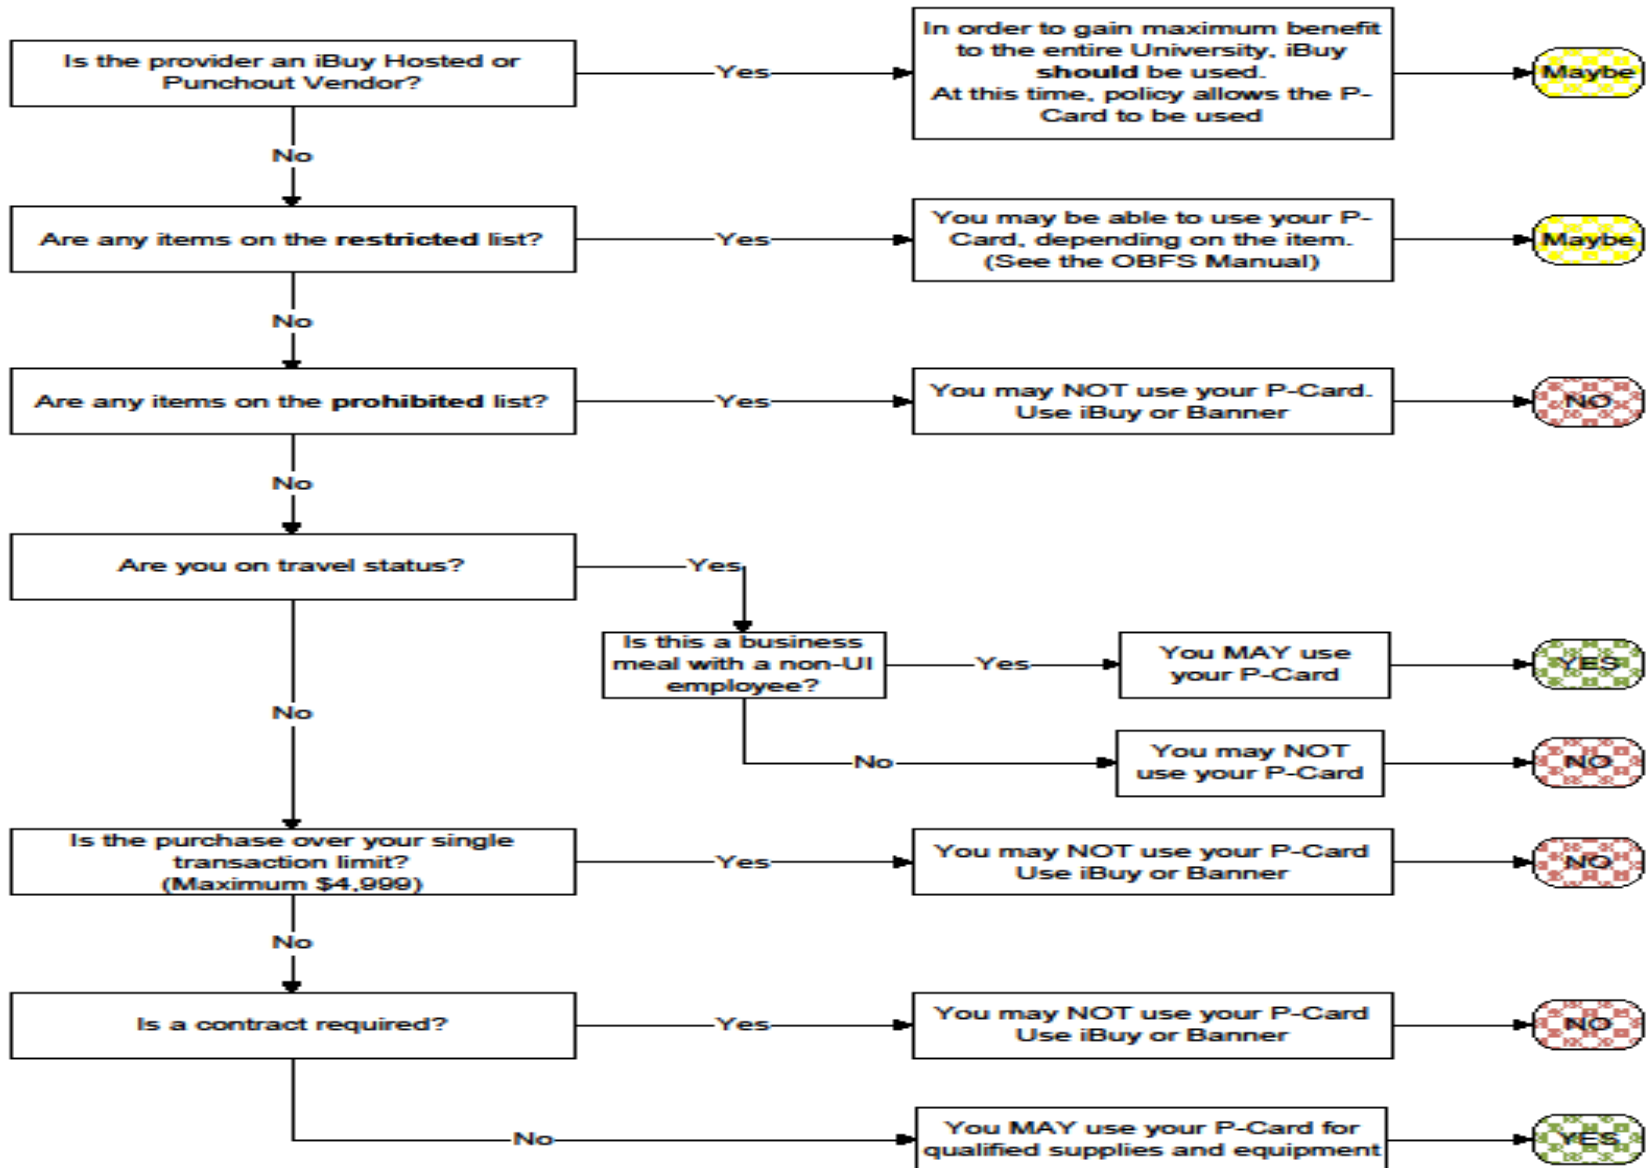 Is the provider an iBuy Hosted or
Punchout Vendor?
Yes
In order to gain maximum benefit
to the entire University, iBuy
should be used.
At this time, policy allows the P-
Card to be used
Maybe
No
Are any items on the restricted list?
Yes
You may be able to use your P-
Card, depending on the item.
(See the OBFS Manual)
Maybe
No
Are any items on the prohibited list?
Yes
You may NOT use your P-Card.
Use iBuy or Banner
NO
No
Are you on travel status?
Yes
Is this a business
meal with a non-UI
employee?
Yes
You MAY use
your P-Card
YES
No
No
You may NOT
use your P-Card
NO
Is the purchase over your single
transaction limit?
(Maximum $4,999)
Yes
You may NOT use your P-Card
Use iBuy or Banner
NO
No
Is a contract required?
Yes
You may NOT use your P-Card
Use iBuy or Banner
NO
No
You MAY use your P-Card for
qualified supplies and equipment
YES